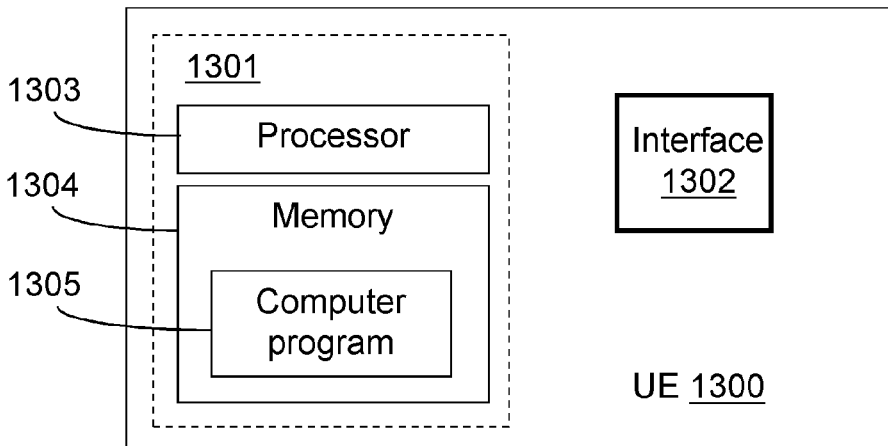 1301
1303
Processor
Interface
1302
1304
Memory
1305
Computer
program
UE 1300